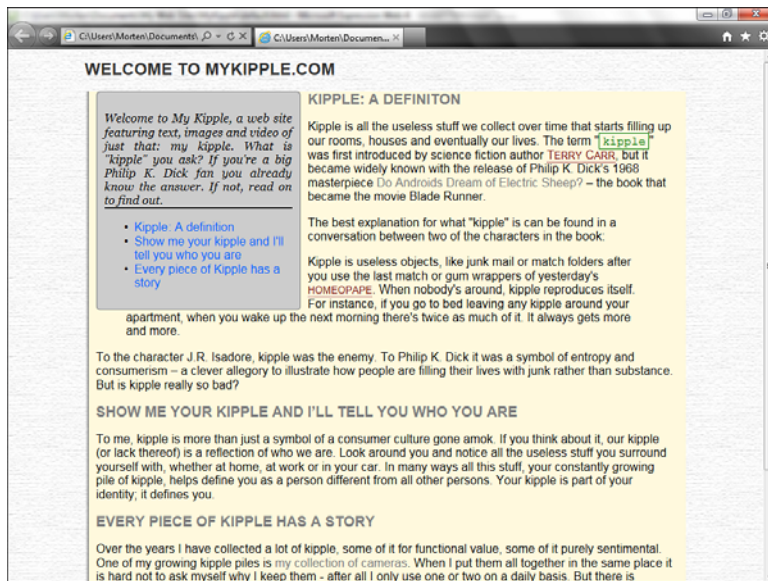 C:\Users\Morten\Documents\
C:\Users\Morten\Documen...
WELCOME TO MYKIPPLE.COM
Welcome to My Kipple, a web site
featuring text, images and video of
just that: my kipple. What is
"kipple" you ask? If you're a big
Philip K. Dick fan you already
know the answer. If not, read on
to find out.
• Kipple: A definition
• Show me your kipple and I'll
tell you who you are
• Every piece of Kipple has a
story
KIPPLE: A DEFINITON
Kipple is all the useless stuff we collect over time that starts filling up
our rooms, houses and eventually our lives. The term "kipple"
was first introduced by science fiction author TERRY CARR, but it
became widely known with the release of Philip K. Dick's 1968
masterpiece Do Androids Dream of Electric Sheep? – the book that
became the movie Blade Runner.
The best explanation for what "kipple" is can be found in a
conversation between two of the characters in the book:
Kipple is useless objects, like junk mail or match folders after
you use the last match or gum wrappers of yesterday's
HOMEOPAPE. When nobody's around, kipple reproduces itself.
For instance, if you go to bed leaving any kipple around your
apartment, when you wake up the next morning there's twice as much of it. It always gets more
and more.
To the character J.R. Isadore, kipple was the enemy. To Philip K. Dick it was a symbol of entropy and
consumerism – a clever allegory to illustrate how people are filling their lives with junk rather than substance.
But is kipple really so bad?
SHOW ME YOUR KIPPLE AND I'LL TELL YOU WHO YOU ARE
To me, kipple is more than just a symbol of a consumer culture gone amok. If you think about it, our kipple
(or lack thereof) is a reflection of who we are. Look around you and notice all the useless stuff you surround
yourself with, whether at home, at work or in your car. In many ways all this stuff, your constantly growing
pile of kipple, helps define you as a person different from all other persons. Your kipple is part of your
identity; it defines you.
EVERY PIECE OF KIPPLE HAS A STORY
Over the years I have collected a lot of kipple, some of it for functional value, some of it purely sentimental.
One of my growing kipple piles is my collection of cameras. When I put them all together in the same place it
is hard not to ask myself why I keep them - after all I only use one or two on a daily basis. But there is